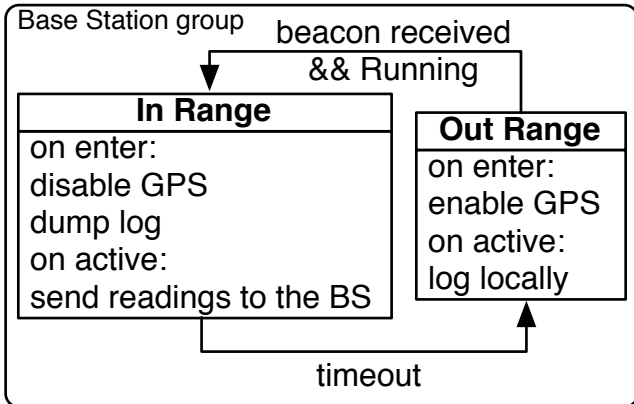 Base Station group
beacon received
&& Running
In Range
on enter:
disable GPS
dump log
on active:
send readings to the BS
Out Range
on enter:
enable GPS
on active:
log locally
timeout